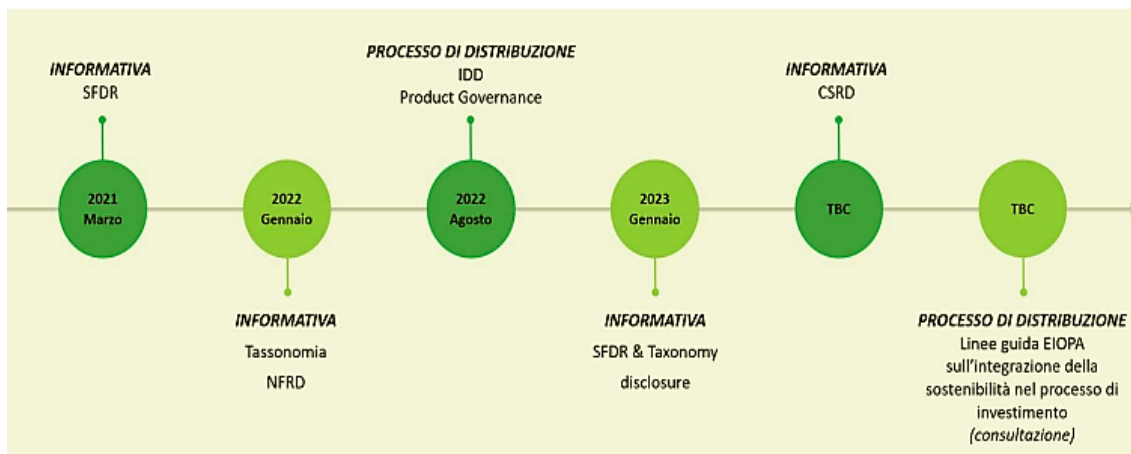 INFORMATIVA
SFDR
2021
Marzo
2022
Gennaio
INFORMATIVA
Tassonomia
NFRD
PROCESSO DI DISTRIBUZIONE
IDD
Product Governance
2022
Agosto
2023
Gennaio
INFORMATIVA
SFDR & Taxonomy
disclosure
INFORMATIVA
CSRD
TBC
TBC
PROCESSO DI DISTRIBUZIONE
Linee guida EIOPA
sull'integrazione della
sostenibilità nel processo di
investimento
(consultazione)